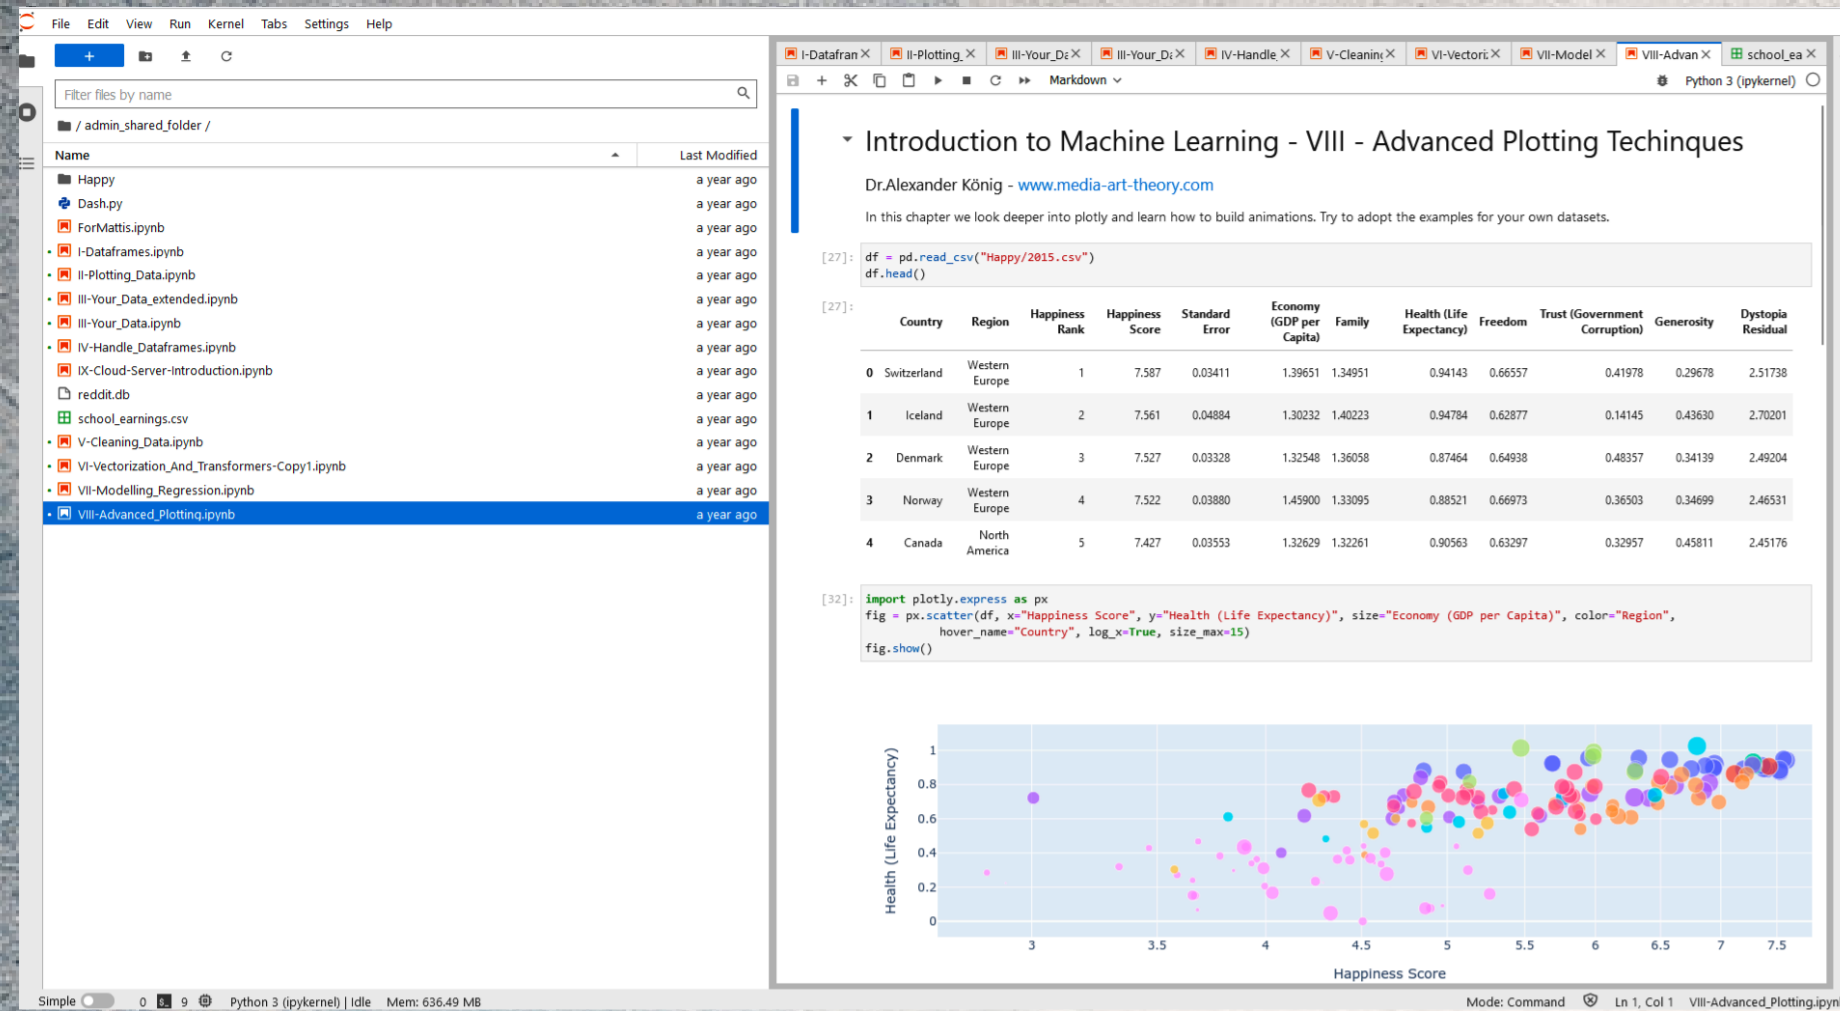 File Edit View Run Kernel Tabs Settings Help
+
Filter files by name
/ admin_shared_folder /
Name Last Modified
Happy a year ago
Dash.py a year ago
ForMattis.ipynb a year ago
I-Dataframes.ipynb a year ago
II-Plotting_Data.ipynb a year ago
III-Your_Data_extended.ipynb a year ago
III-Your_Data.ipynb a year ago
IV-Handle_Dataframes.ipynb a year ago
IX-Cloud-Server-Introduction.ipynb a year ago
reddit.db a year ago
school_earnings.csv a year ago
V-Cleaning_Data.ipynb a year ago
VI-Vectorization_And_Transformers-Copy1.ipynb a year ago
VII-Modelling_Regression.ipynb a year ago
VIII-Advanced_Plotting.ipynb a year ago
I-Datafran II-Plotting_ III-Your_Da III-Your_Da IV-Handle_ V-Cleaning VI-Vectori VII-Model VIII-Advan school_ea
Markdown Python 3 (ipykernel)
Introduction to Machine Learning - VIII - Advanced Plotting Techinques
Dr.Alexander König - www.media-art-theory.com
In this chapter we look deeper into plotly and learn how to build animations. Try to adopt the examples for your own datasets.
[27]: df = pd.read_csv("Happy/2015.csv")
df.head()
[27]:
Country Region Happiness Rank Happiness Score Standard Error Economy (GDP per Capita) Family Health (Life Expectancy) Freedom Trust (Government Corruption) Generosity Dystopia Residual
0 Switzerland Western Europe 1 7.587 0.03411 1.39651 1.34951 0.94143 0.66557 0.41978 0.29678 2.51738
1 Iceland Western Europe 2 7.561 0.04884 1.30232 1.40223 0.94784 0.62877 0.14145 0.43630 2.70201
2 Denmark Western Europe 3 7.527 0.03328 1.32548 1.36058 0.87464 0.64938 0.48357 0.34139 2.49204
3 Norway Western Europe 4 7.522 0.03880 1.45900 1.33095 0.88521 0.66973 0.36503 0.34699 2.46531
4 Canada North America 5 7.427 0.03553 1.32629 1.32261 0.90563 0.63297 0.32957 0.45811 2.45176
[32]: import plotly.express as px
fig = px.scatter(df, x="Happiness Score", y="Health (Life Expectancy)", size="Economy (GDP per Capita)", color="Region",
hover_name="Country", log_x=True, size_max=15)
fig.show()
Health (Life Expectancy)
1
0.8
0.6
0.4
0.2
0
3 3.5 4 4.5 5 5.5 6 6.5 7 7.5
Happiness Score
Simple 0 9 Python 3 (ipykernel) | Idle Mem: 636.49 MB Mode: Command Ln 1, Col 1 VIII-Advanced_Plotting.ipyn